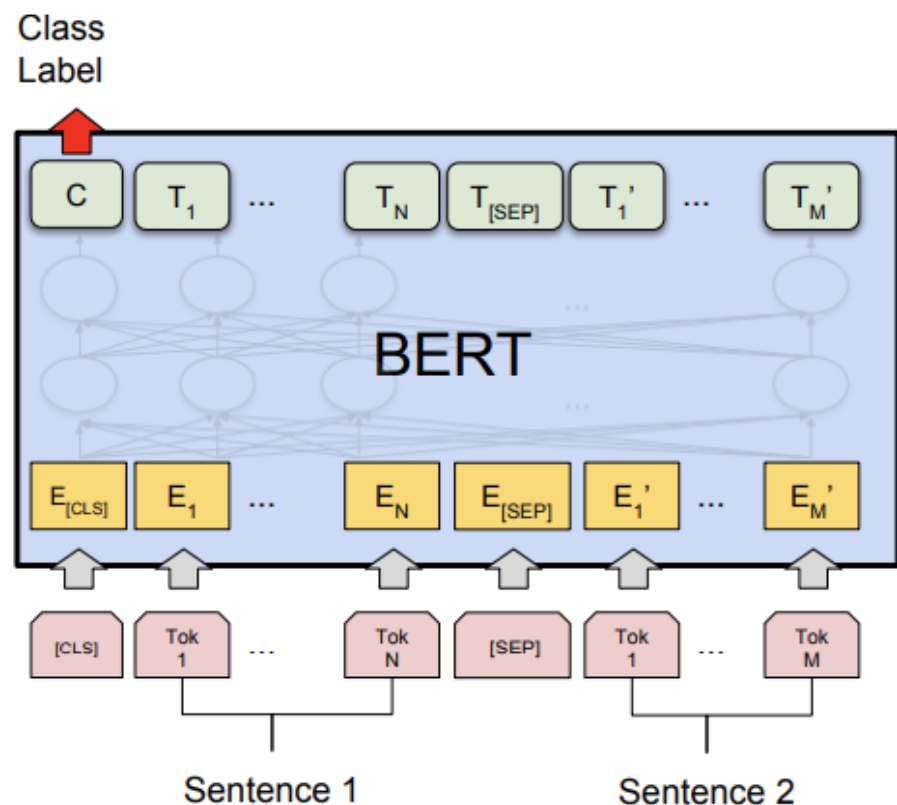 Class
Label
C T1 ... TN T[SEP] T1' ... TM'
...
BERT
...
E[CLS] E1 ... EN E[SEP] E1' ... EM'
[CLS] Tok 1 ... Tok N [SEP] Tok 1 ... Tok M
Sentence 1 Sentence 2